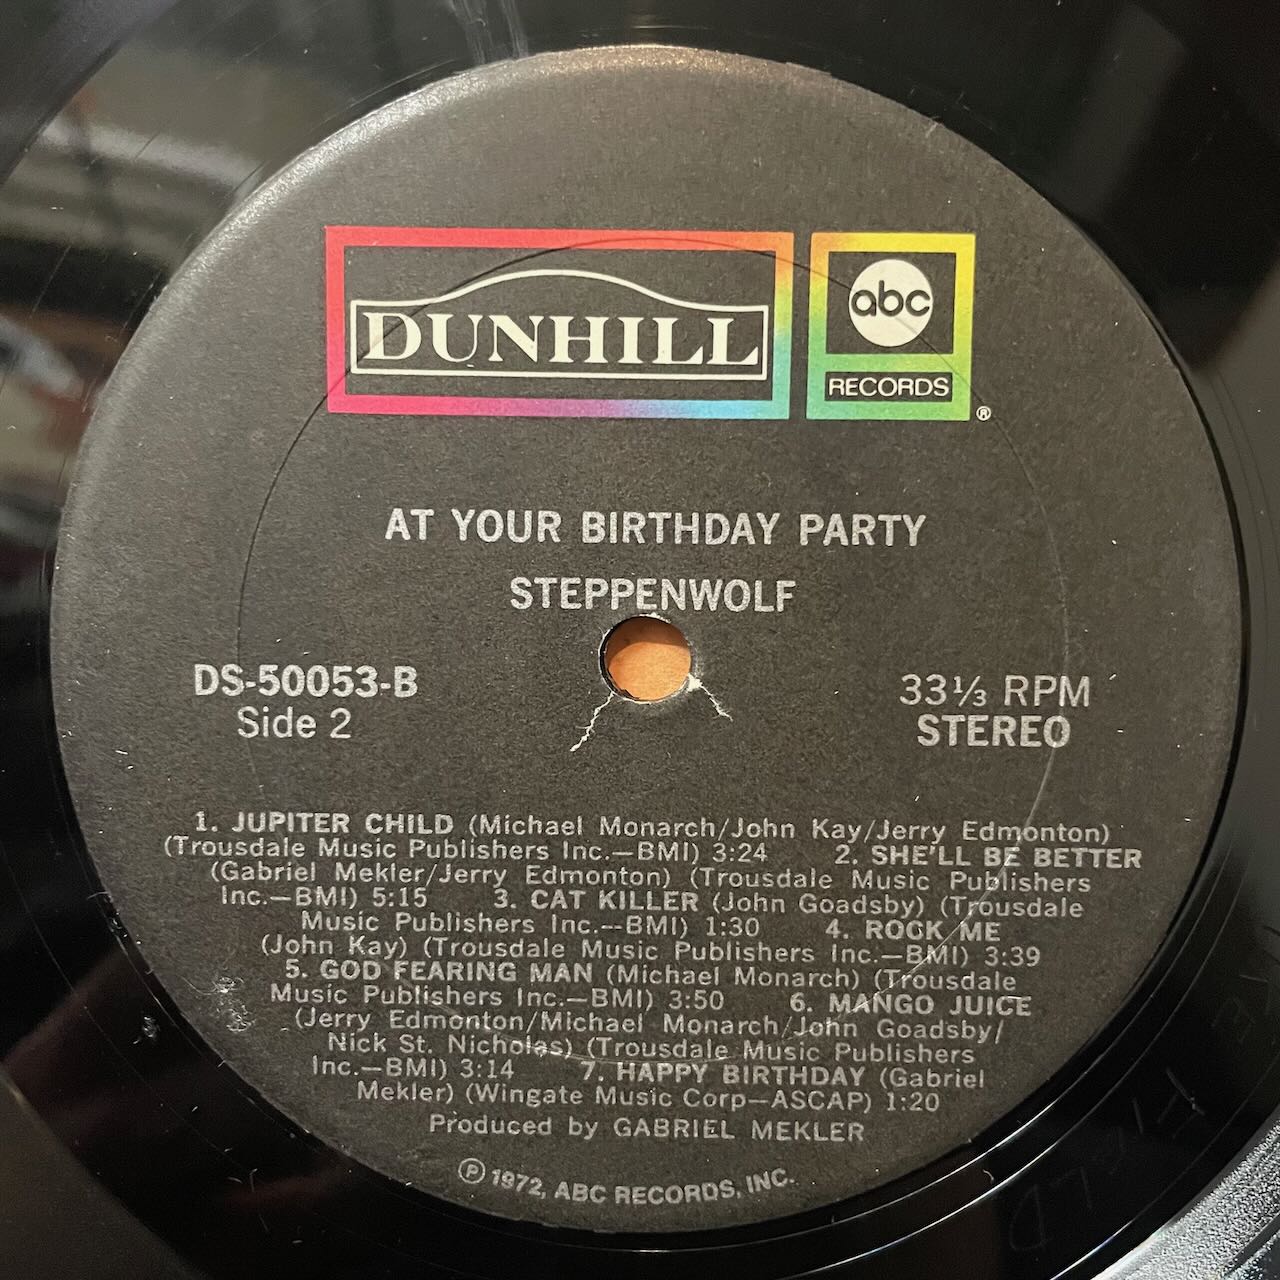 DUNHILL
abc
RECORDS
®
AT YOUR BIRTHDAY PARTY
STEPPENWOLF
DS-50053-B
Side 2
33⅓ RPM
STEREO
1. JUPITER CHILD (Michael Monarch/John Kay/Jerry Edmonton)
(Trousdale Music Publishers Inc.—BMI) 3:24 2. SHE'LL BE BETTER
(Gabriel Mekler/Jerry Edmonton) (Trousdale Music Publishers
Inc.—BMI) 5:15 3. CAT KILLER (John Goadsby) (Trousdale
Music Publishers Inc.—BMI) 1:30 4. ROCK ME
(John Kay) (Trousdale Music Publishers Inc.—BMI) 3:39
5. GOD FEARING MAN (Michael Monarch) (Trousdale
Music Publishers Inc.—BMI) 3:50 6. MANGO JUICE
(Jerry Edmonton/Michael Monarch/John Goadsby/
Nick St. Nicholas) (Trousdale Music Publishers
Inc.—BMI) 3:14 7. HAPPY BIRTHDAY (Gabriel
Mekler) (Wingate Music Corp—ASCAP) 1:20
Produced by GABRIEL MEKLER
℗ 1972, ABC RECORDS, INC.